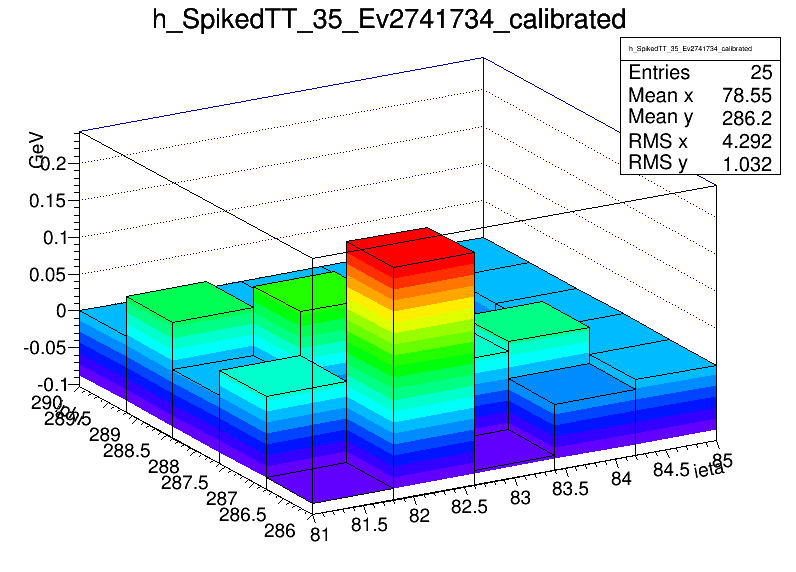 h_SpikedTT_35_Ev2741734_calibrated
h_SpikedTT_35_Ev2741734_calibrated
Entries 25
Mean x 78.55
Mean y 286.2
RMS x 4.292
RMS y 1.032
GeV
0.2
0.15
0.1
0.05
0
-0.05
-0.1
290
289.5
289
288.5
288
287.5
287
286.5
286
81
81.5
82
82.5
83
83.5
84
84.5
85
ieta